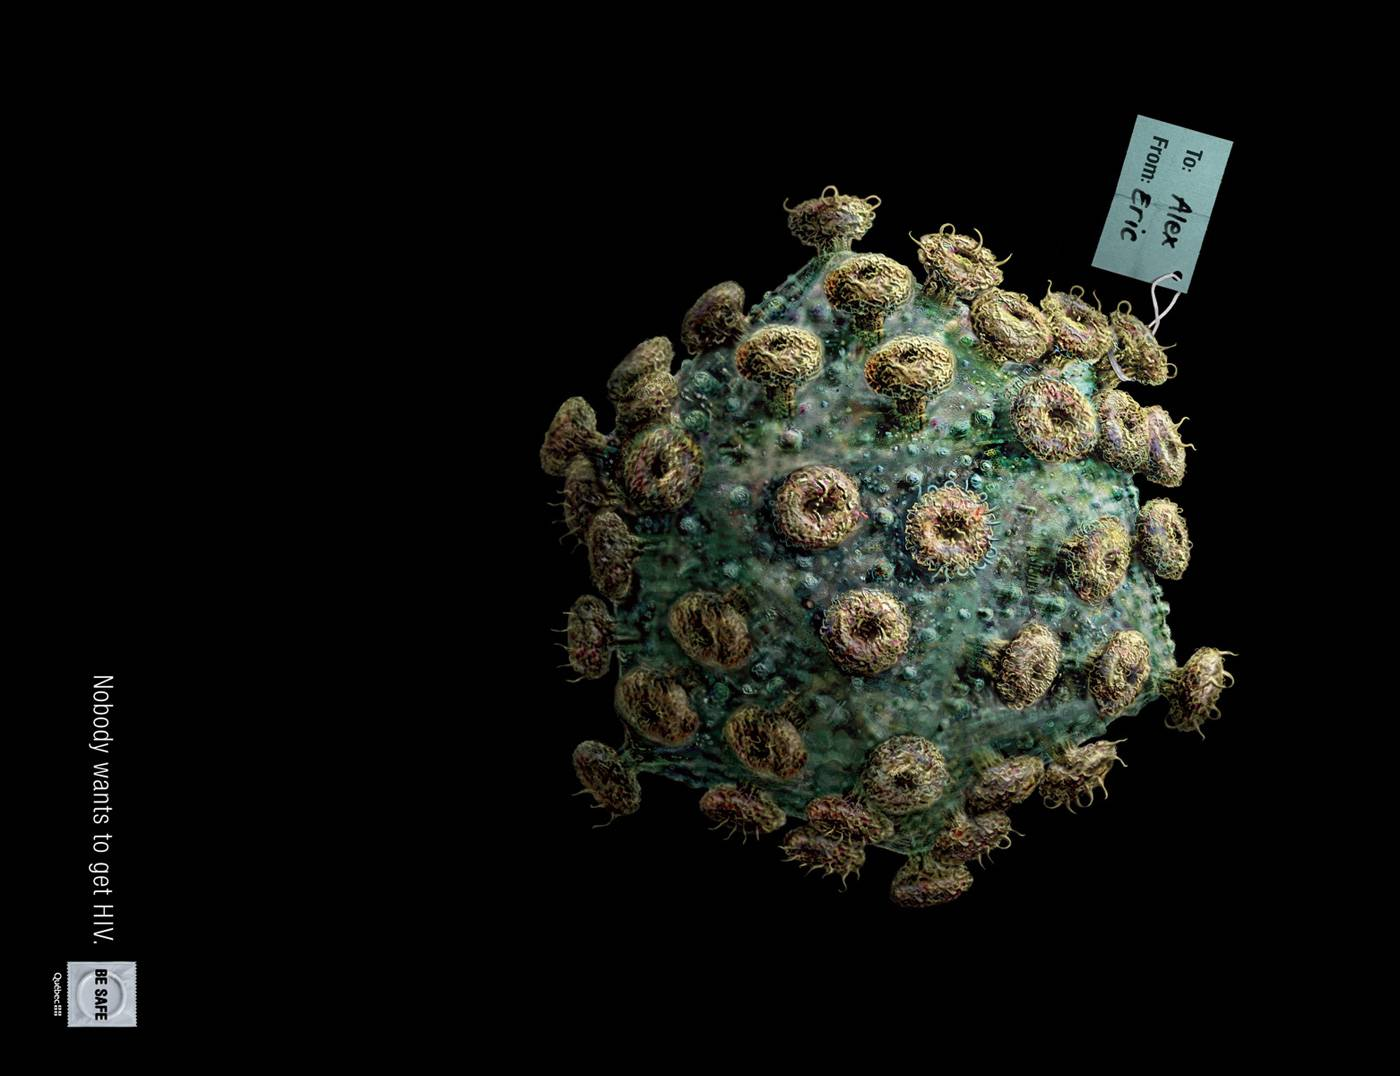 To: Alex
From: Eric
Nobody wants to get HIV.
BE SAFE
Québec